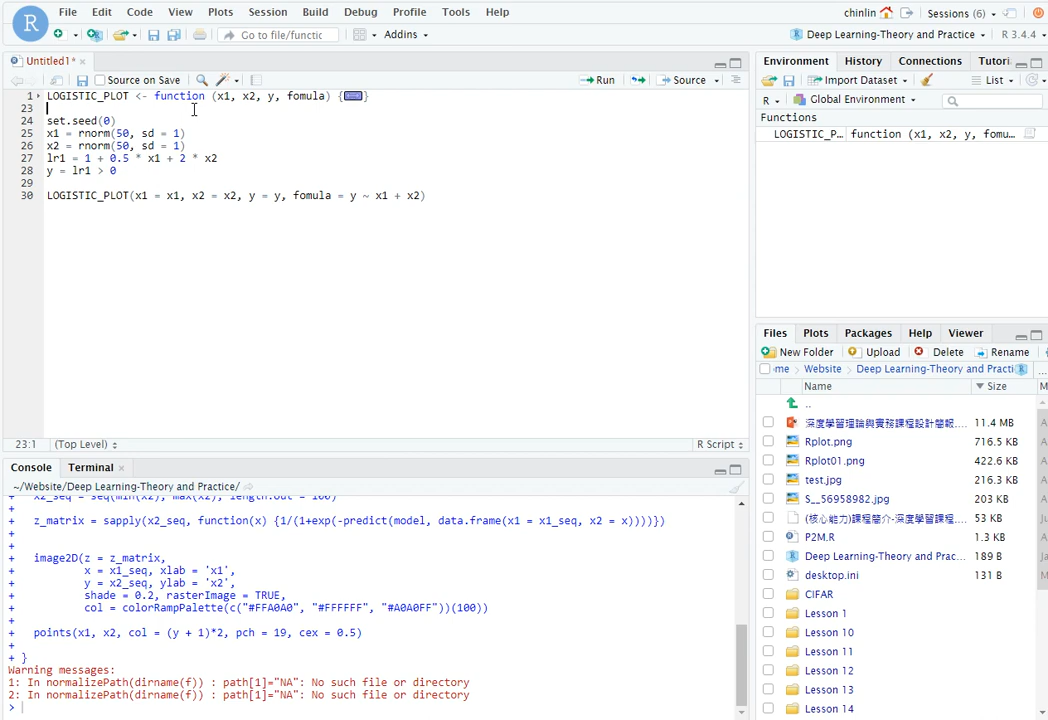 File Edit Code View Plots Session Build Debug Profile Tools Help
chinlin Sessions (6)
Go to file/functic Addins
Deep Learning-Theory and Practice R 3.4.4
Untitled1*
Source on Save Run Source
1 LOGISTIC_PLOT <- function (x1, x2, y, fomula) {}
23
24 set.seed(0)
25 x1 = rnorm(50, sd = 1)
26 x2 = rnorm(50, sd = 1)
27 lr1 = 1 + 0.5 * x1 + 2 * x2
28 y = lr1 > 0
29
30 LOGISTIC_PLOT(x1 = x1, x2 = x2, y = y, fomula = y ~ x1 + x2)
23:1 (Top Level) R Script
Console Terminal
~/Website/Deep Learning-Theory and Practice/
+ x2_seq = seq(min(x2), max(x2), length.out = 100)
+
+ z_matrix = sapply(x2_seq, function(x) {1/(1+exp(-predict(model, data.frame(x1 = x1_seq, x2 = x))))})
+
+
+ image2D(z = z_matrix,
+ x = x1_seq, xlab = 'x1',
+ y = x2_seq, ylab = 'x2',
+ shade = 0.2, rasterImage = TRUE,
+ col = colorRampPalette(c("#FFA0A0", "#FFFFFF", "#A0A0FF"))(100))
+
+ points(x1, x2, col = (y + 1)*2, pch = 19, cex = 0.5)
+
+ }
Warning messages:
1: In normalizePath(dirname(f)) : path[1]="NA": No such file or directory
2: In normalizePath(dirname(f)) : path[1]="NA": No such file or directory
>
Environment History Connections Tutori
Import Dataset List
R Global Environment
Functions
LOGISTIC_P… function (x1, x2, y, fomu…
Files Plots Packages Help Viewer
New Folder Upload Delete Rename
me Website Deep Learning-Theory and Practi
Name Size M
..
深度學習理論與實務課程設計簡報.… 11.4 MB
Rplot.png 716.5 KB
Rplot01.png 422.6 KB
test.jpg 216.3 KB
S__56958982.jpg 203 KB
(核心能力)課程簡介-深度學習課程.… 53 KB
P2M.R 1.3 KB
Deep Learning-Theory and Prac... 189 B
desktop.ini 131 B
CIFAR
Lesson 1
Lesson 10
Lesson 11
Lesson 12
Lesson 13
Lesson 14